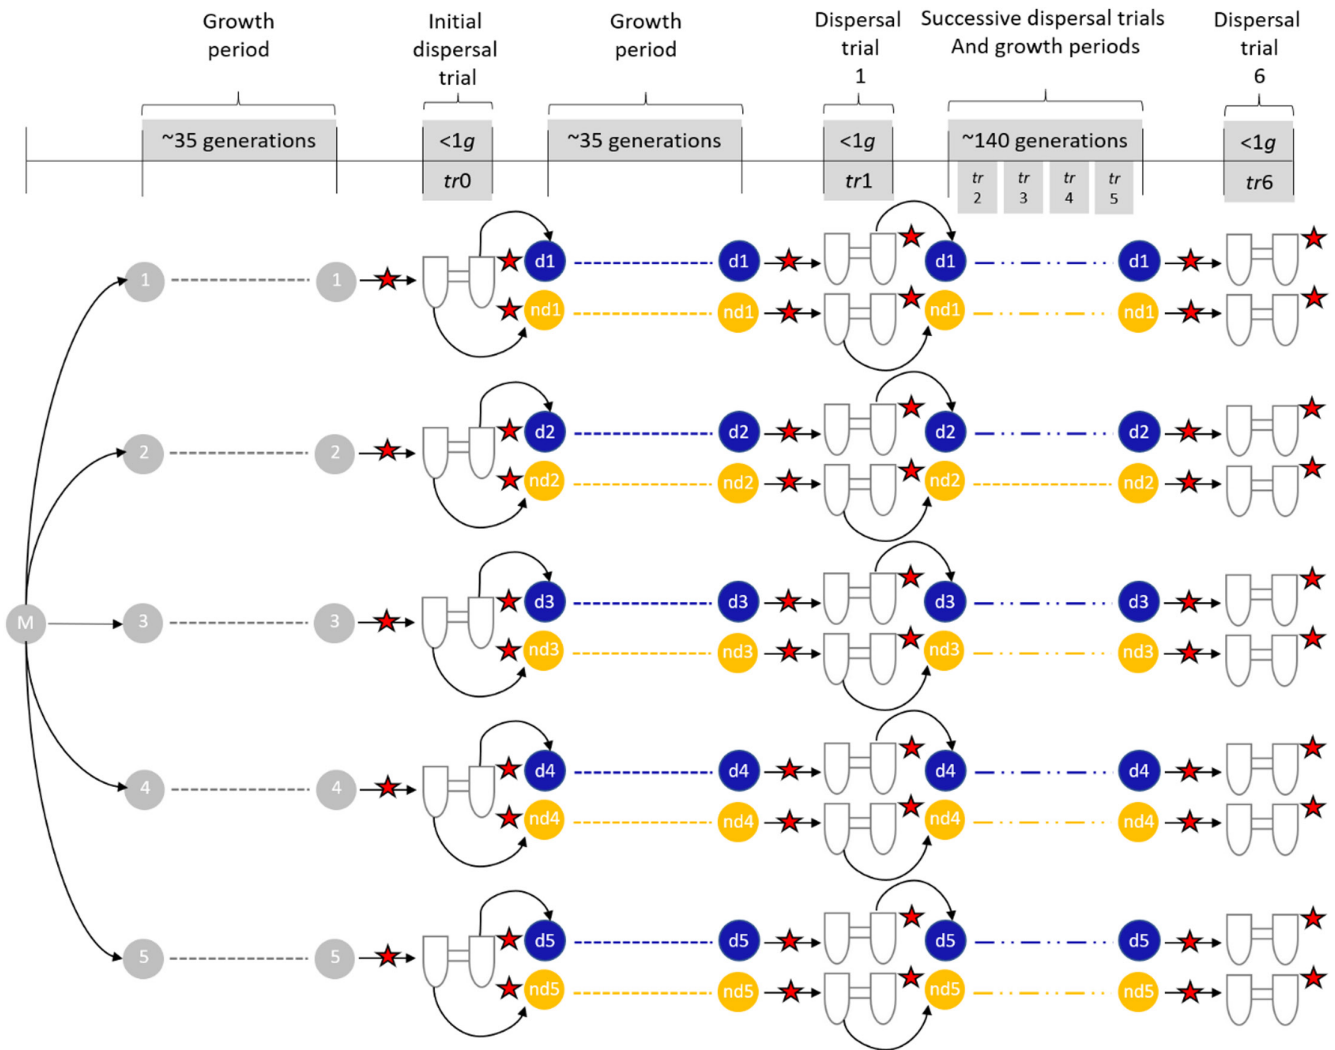 Growth
period
Initial
dispersal
trial
Growth
period
Dispersal
trial
1
Successive dispersal trials
And growth periods
Dispersal
trial
6
~35 generations
<1g
~35 generations
<1g
~140 generations
<1g
tr0
tr1
tr
2
tr
3
tr
4
tr
5
tr6
1 1 d1 d1 d1 d1
nd1 nd1 nd1 nd1
2 2 d2 d2 d2 d2
nd2 nd2 nd2 nd2
M 3 3 d3 d3 d3 d3
nd3 nd3 nd3 nd3
4 4 d4 d4 d4 d4
nd4 nd4 nd4 nd4
5 5 d5 d5 d5 d5
nd5 nd5 nd5 nd5